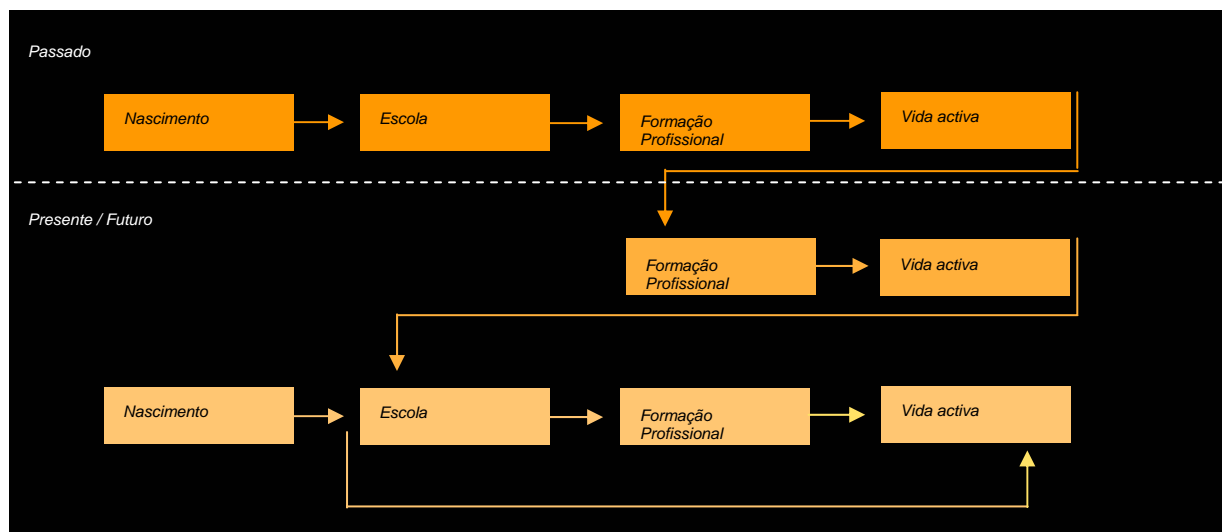 Passado
Nascimento
Escola
Formação
Profissional
Vida activa
Presente / Futuro
Formação
Profissional
Vida activa
Nascimento
Escola
Formação
Profissional
Vida activa